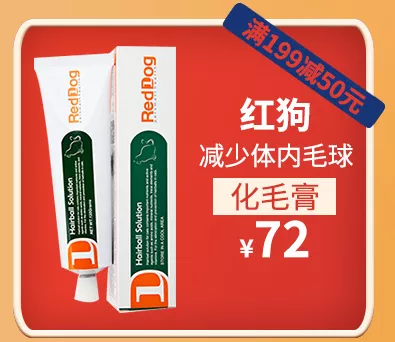 满199减50元
红狗
减少体内毛球
化毛膏
¥72
RedDog
Hairball Solution
RedDog
Hairball Solution
STORE IN A COOL AREA